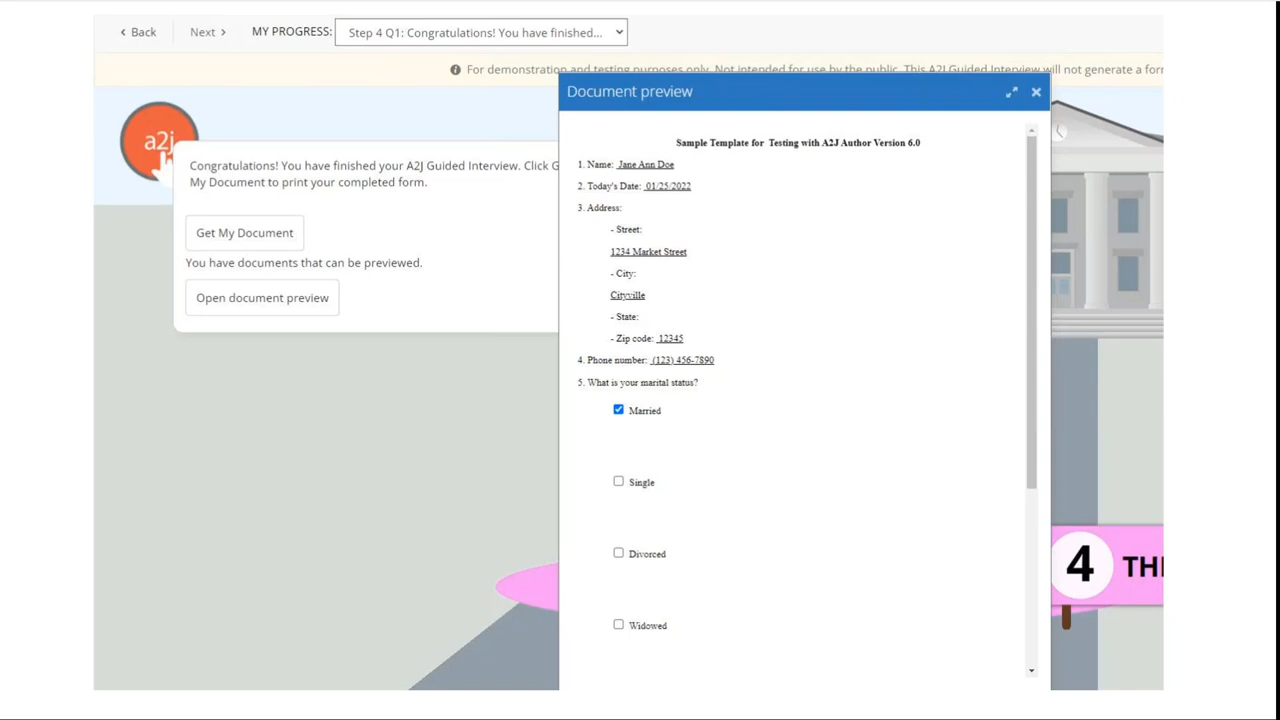 Back
Next
MY PROGRESS:
Step 4 Q1: Congratulations! You have finished...
For demonstration and testing purposes only. Not intended for use by the public. This A2J Guided Interview will not generate a for
Document preview
a2j
Congratulations! You have finished your A2J Guided Interview. Click G
My Document to print your completed form.
Get My Document
You have documents that can be previewed.
Open document preview
Sample Template for Testing with A2J Author Version 6.0
1. Name: Jane Ann Doe
2. Today's Date: 01/25/2022
3. Address:
- Street:
1234 Market Street
- City:
Cityville
- State:
- Zip code: 12345
4. Phone number: (123) 456-7890
5. What is your marital status?
Married
Single
Divorced
Widowed
4 THI